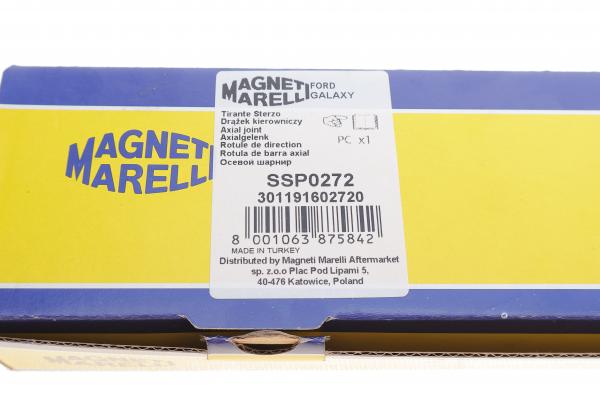 MAGNETI
MARELLI
FORD
GALAXY
Tirante Sterzo
Drążek kierowniczy
Axial joint
Axialgelenk
Rotule de direction
Rotula de barra axial
Осевой шарнир
PC x1
SSP0272
301191602720
8 001063 875842
MADE IN TURKEY
Distributed by Magneti Marelli Aftermarket
sp. z.o.o Plac Pod Lipami 5,
40-476 Katowice, Poland
MAGNETI
MARELLI
MAGNETI
MARELLI